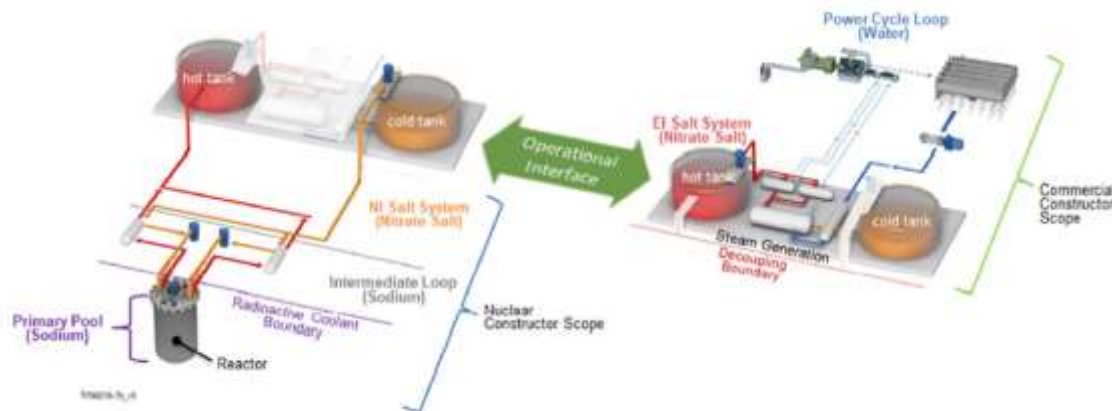 hot tank
cold tank
NI Salt System
(Nitrate Salt)
Intermediate Loop
(Sodium)
Radioactive Coolant
Boundary
Primary Pool
(Sodium)
Reactor
Nuclear
Constructor Scope
Operational
Interface
Power Cycle Loop
(Water)
EI Salt System
(Nitrate Salt)
hot tank
cold tank
Steam Generation
Decoupling
Boundary
Commercial
Constructor
Scope